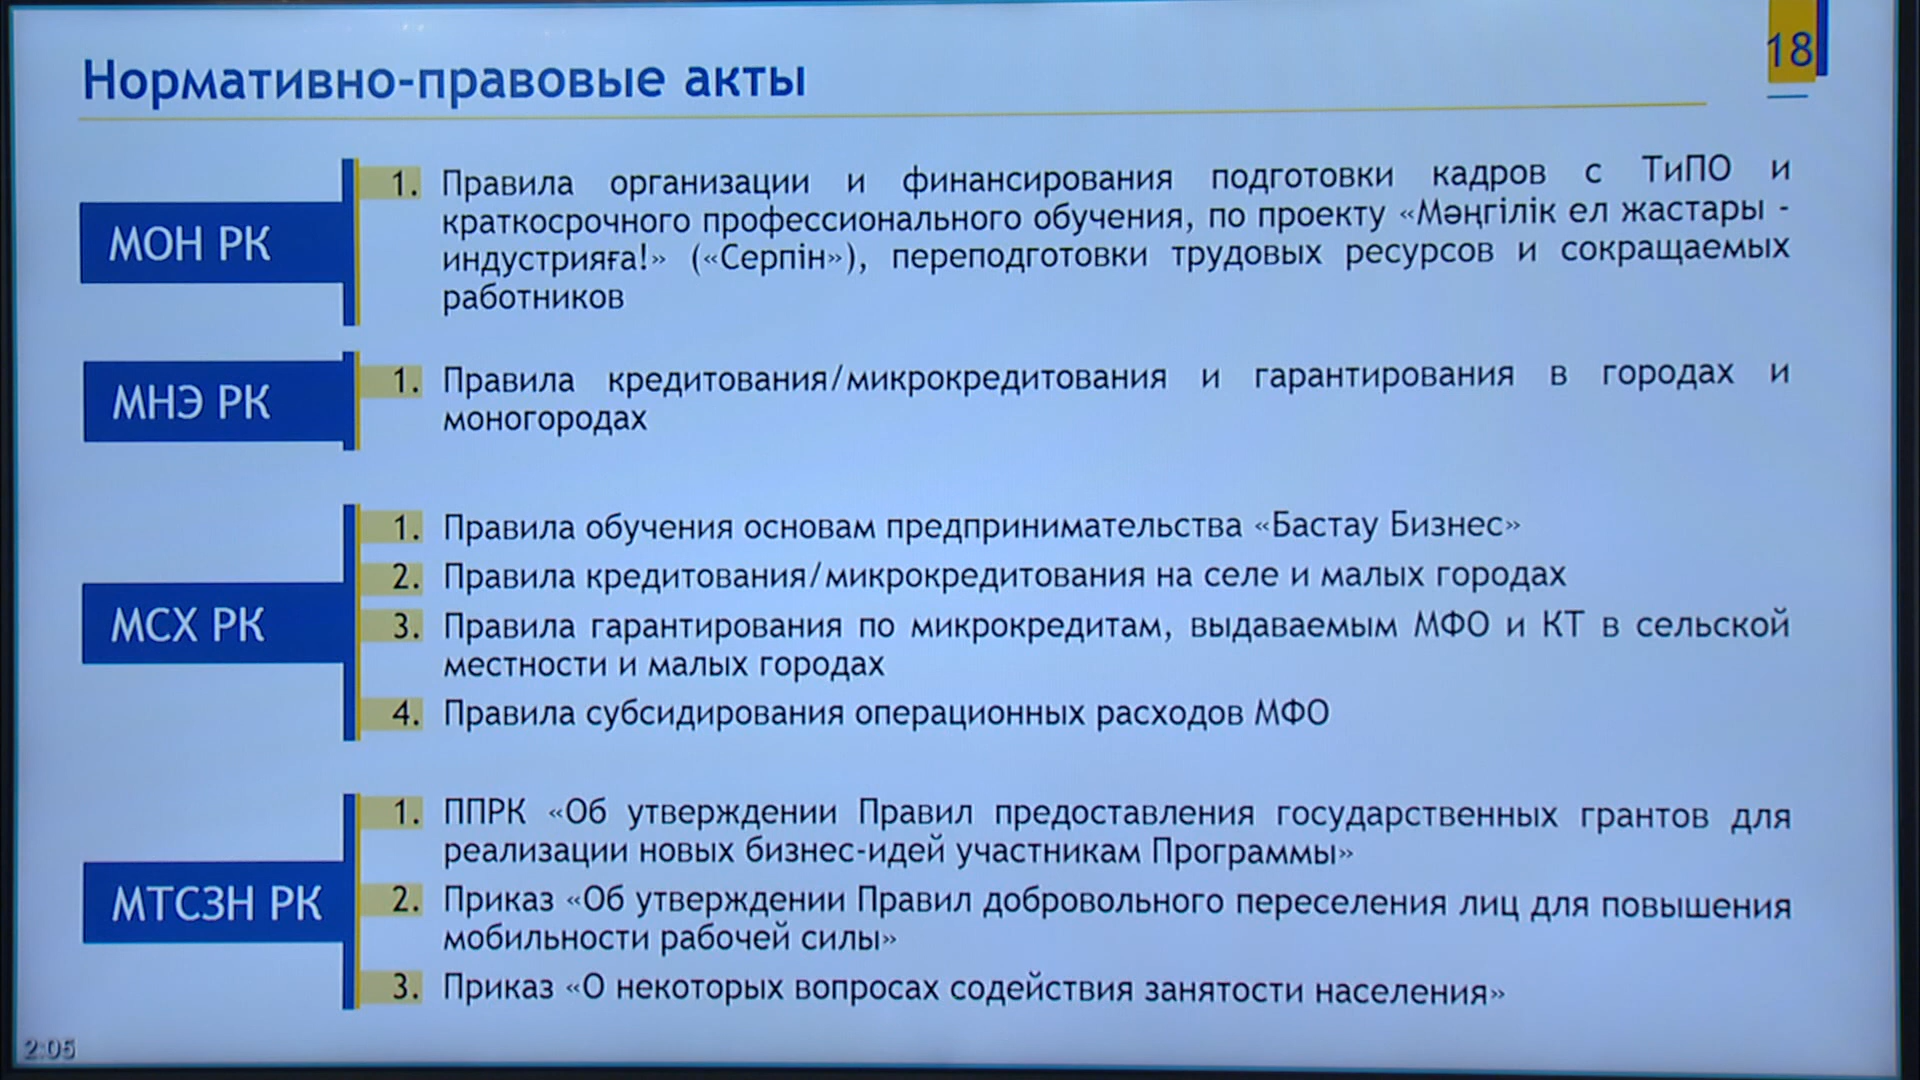 18
Нормативно-правовые акты
МОН РК
1. Правила организации и финансирования подготовки кадров с ТиПО и
краткосрочного профессионального обучения, по проекту «Мәңгілік ел жастары -
индустрияға!» («Серпін»), переподготовки трудовых ресурсов и сокращаемых
работников
МНЭ РК
1. Правила кредитования/микрокредитования и гарантирования в городах и
моногородах
МСХ РК
1. Правила обучения основам предпринимательства «Бастау Бизнес»
2. Правила кредитования/микрокредитования на селе и малых городах
3. Правила гарантирования по микрокредитам, выдаваемым МФО и КТ в сельской
местности и малых городах
4. Правила субсидирования операционных расходов МФО
МТСЗН РК
1. ППРК «Об утверждении Правил предоставления государственных грантов для
реализации новых бизнес-идей участникам Программы»
2. Приказ «Об утверждении Правил добровольного переселения лиц для повышения
мобильности рабочей силы»
3. Приказ «О некоторых вопросах содействия занятости населения»
2:05